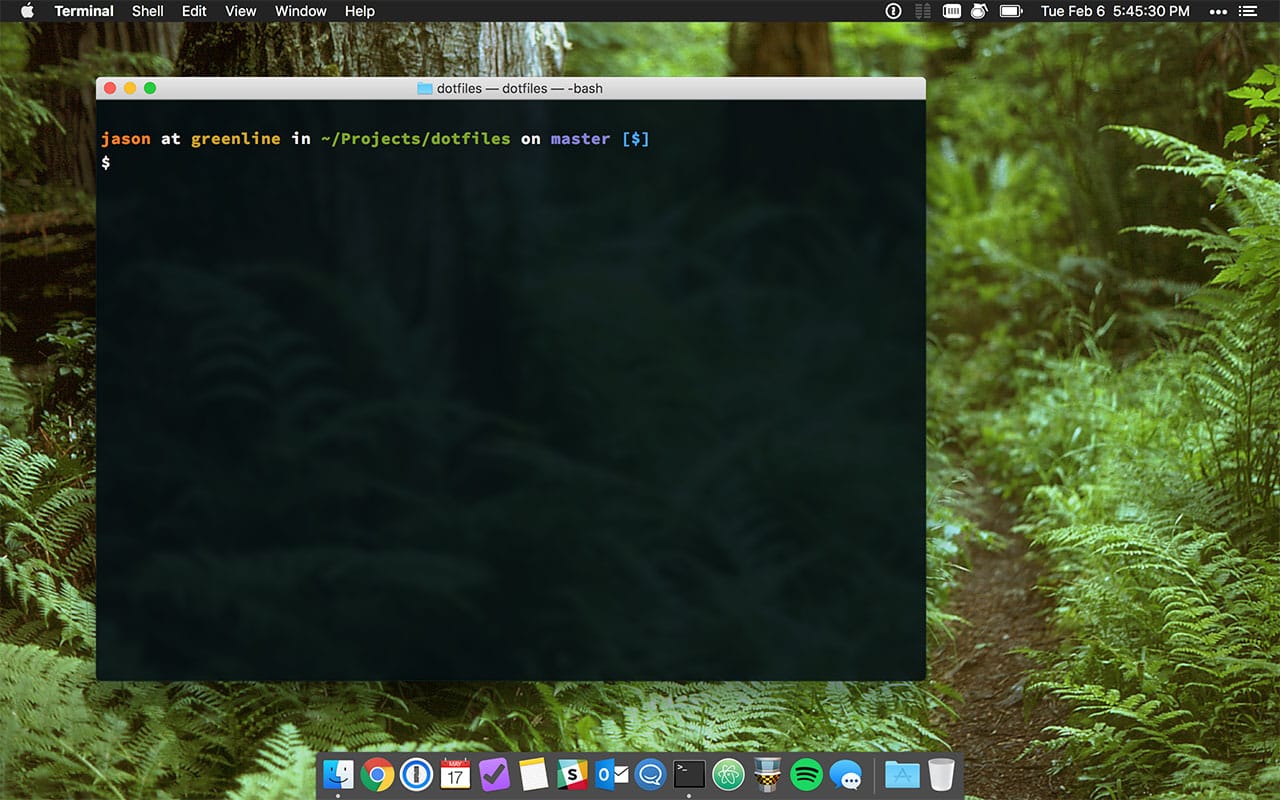 Terminal Shell Edit View Window Help Tue Feb 6 5:45:30 PM
dotfiles — dotfiles — -bash
jason at greenline in ~/Projects/dotfiles on master [$]
$
MAY
17
S
O
>_